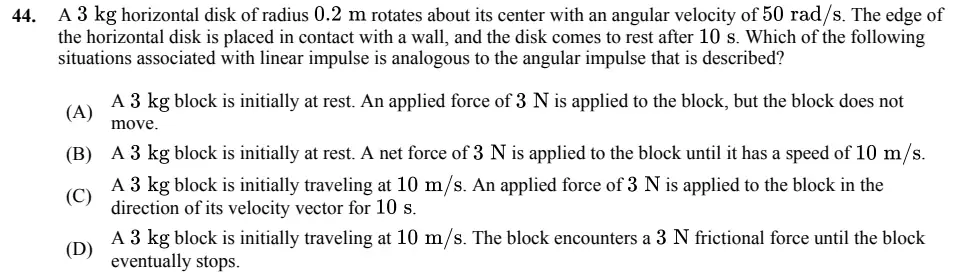 44. A 3 kg horizontal disk of radius 0.2 m rotates about its center with an angular velocity of 50 rad/s. The edge of
the horizontal disk is placed in contact with a wall, and the disk comes to rest after 10 s. Which of the following
situations associated with linear impulse is analogous to the angular impulse that is described?
(A) A 3 kg block is initially at rest. An applied force of 3 N is applied to the block, but the block does not
move.
(B) A 3 kg block is initially at rest. A net force of 3 N is applied to the block until it has a speed of 10 m/s.
(C) A 3 kg block is initially traveling at 10 m/s. An applied force of 3 N is applied to the block in the
direction of its velocity vector for 10 s.
(D) A 3 kg block is initially traveling at 10 m/s. The block encounters a 3 N frictional force until the block
eventually stops.